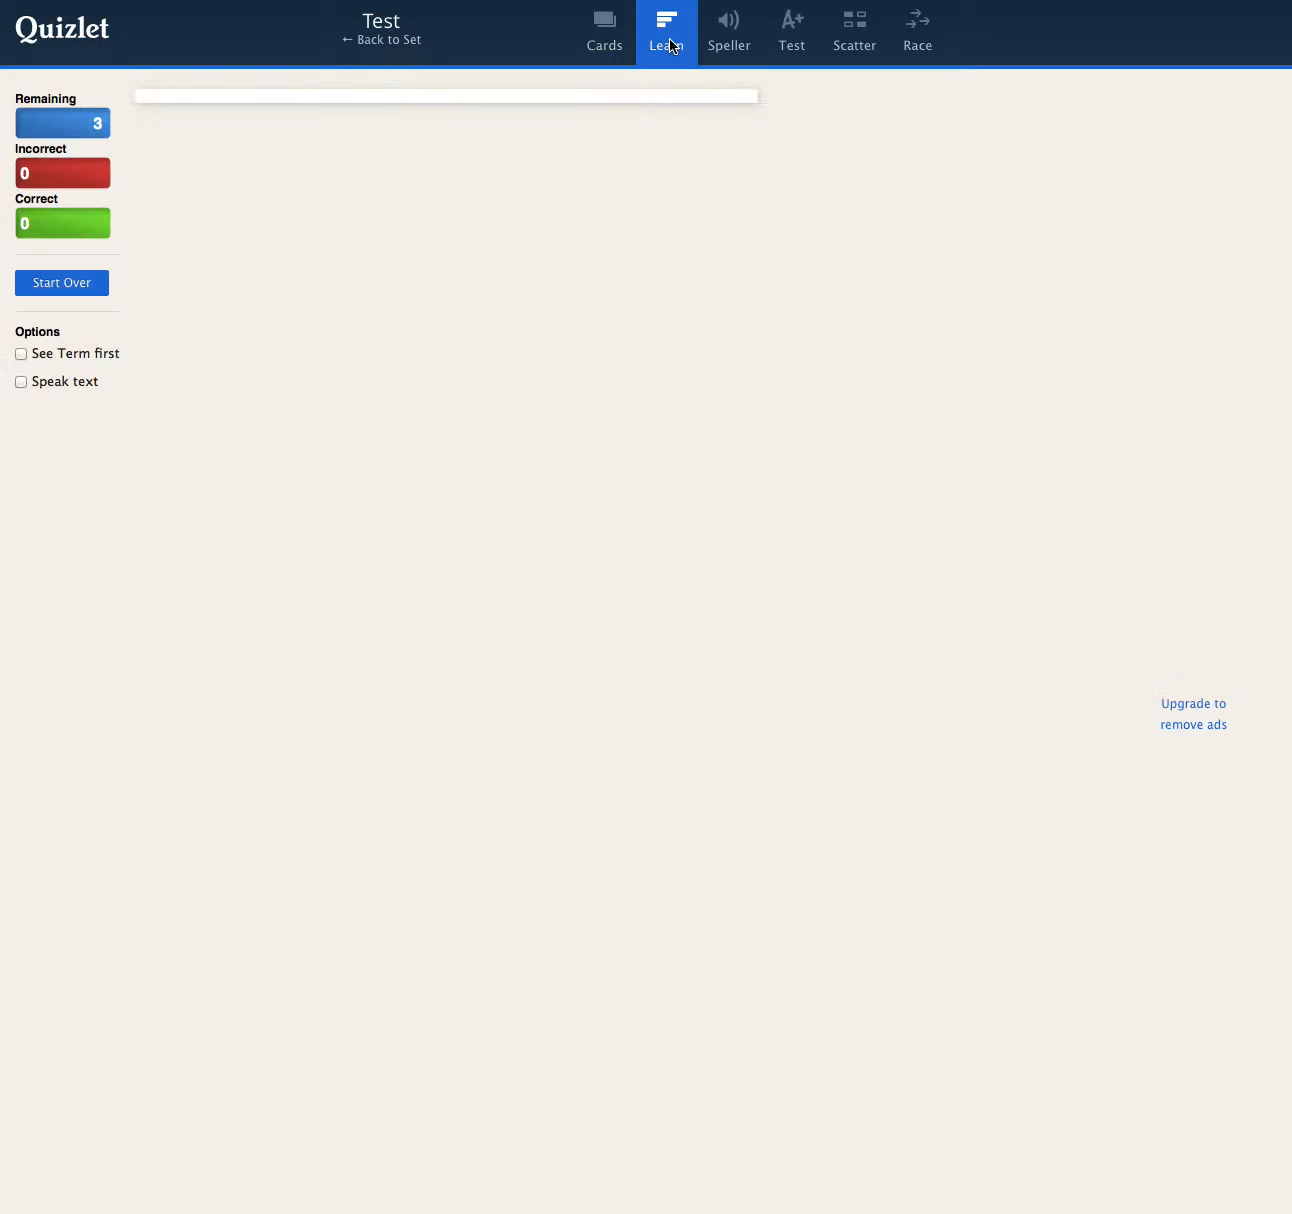 Quizlet
Test
← Back to Set
Cards
Learn
Speller
A+
Test
Scatter
Race
Remaining
3
Incorrect
0
Correct
0
Start Over
Options
See Term first
Speak text
Upgrade to
remove ads